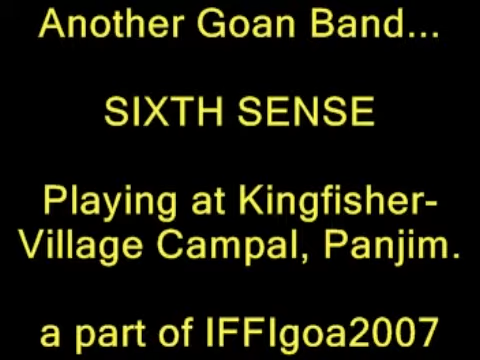 Another Goan Band...
SIXTH SENSE
Playing at Kingfisher-
Village Campal, Panjim.
a part of IFFIgoa2007